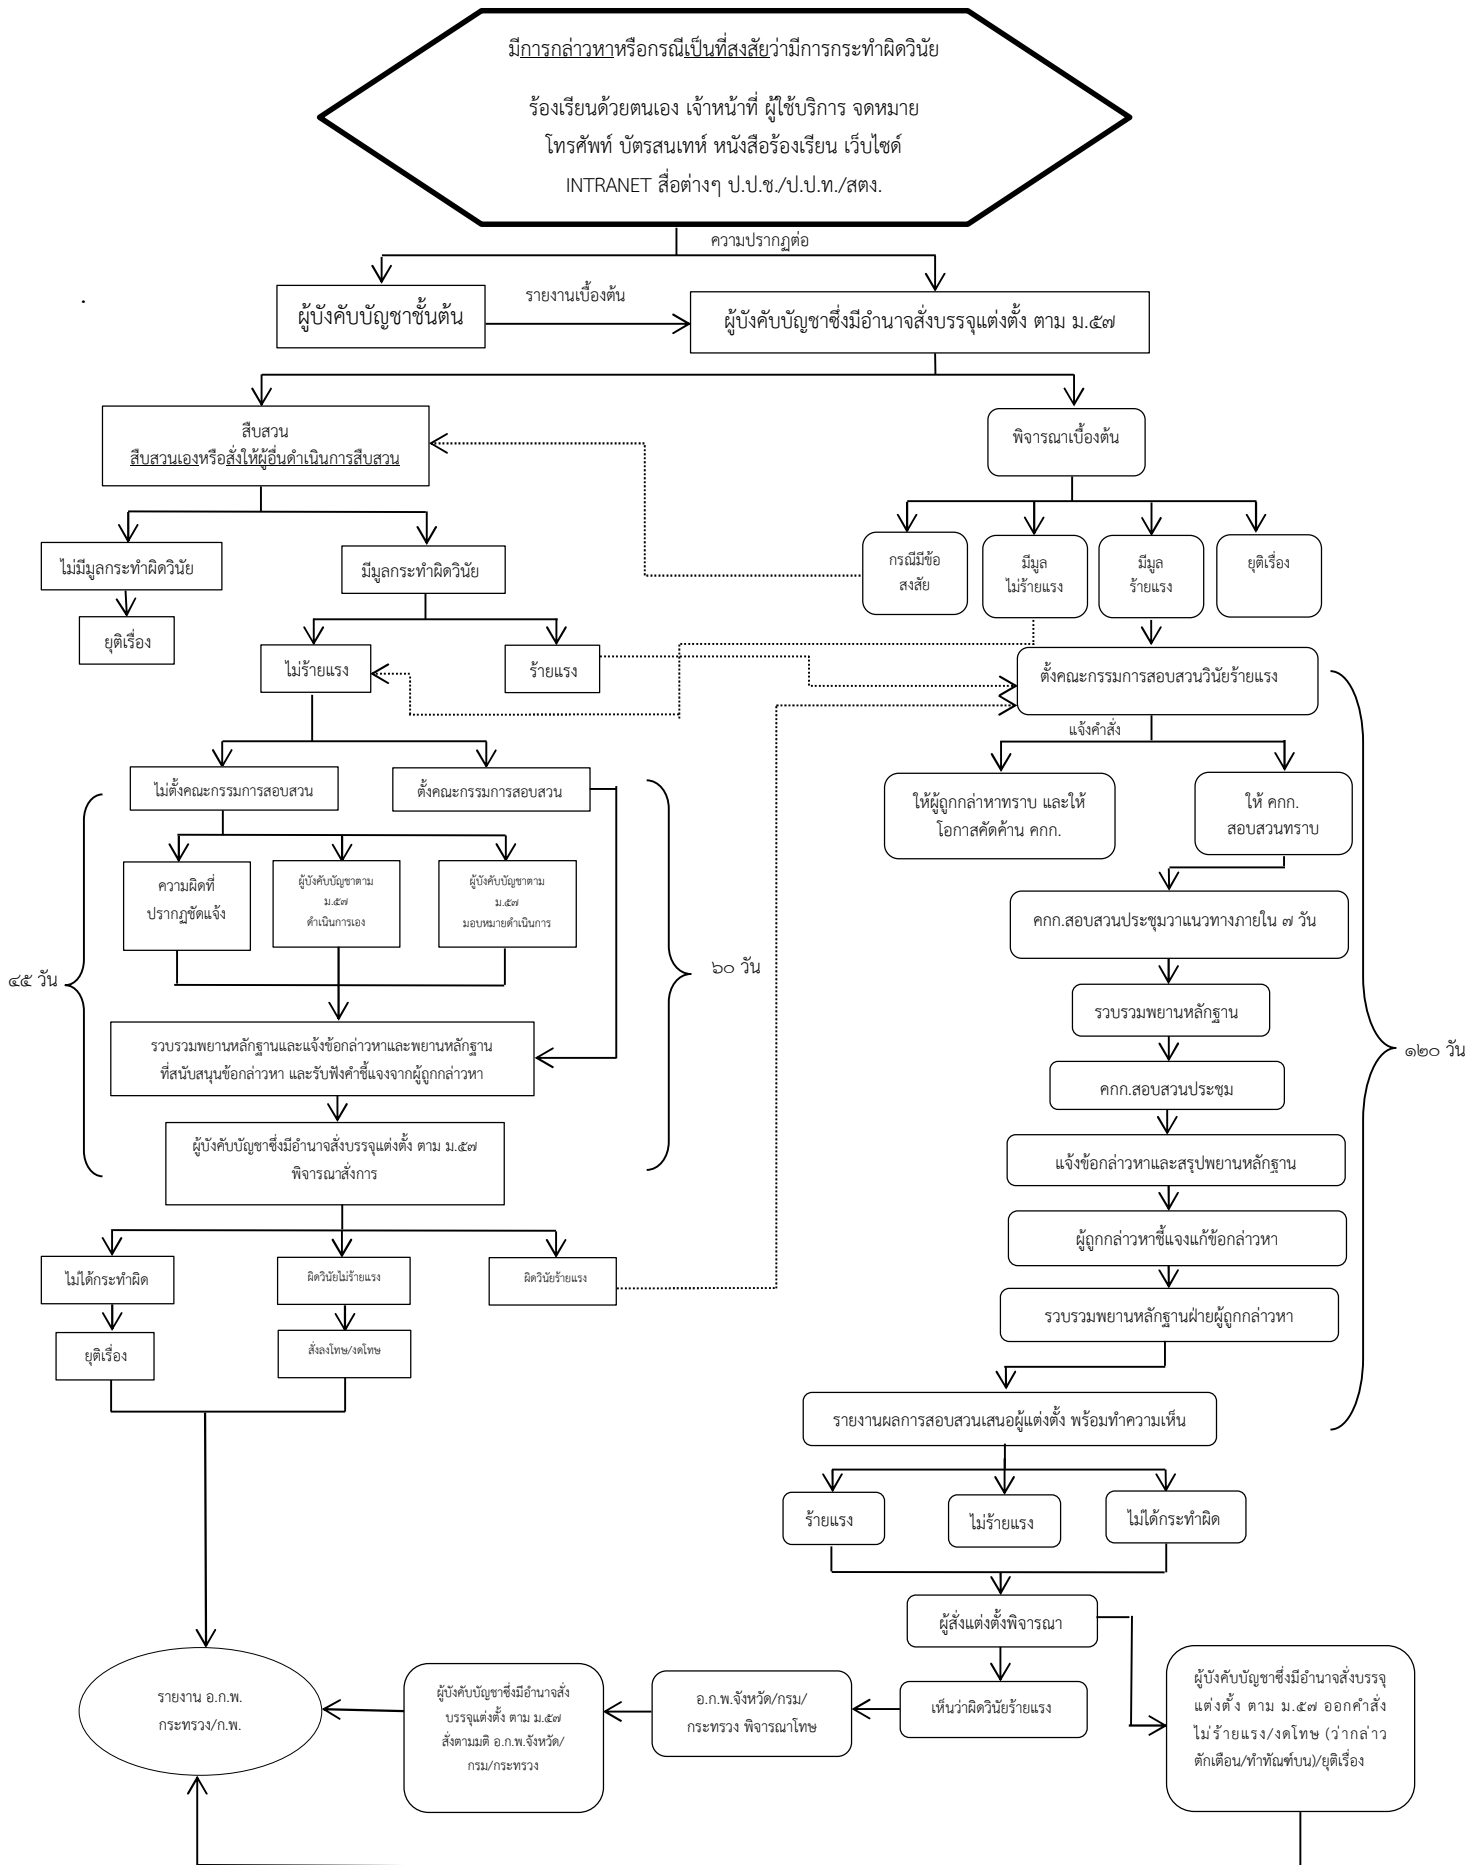 มีการกล่าวหาหรือกรณีเป็นที่สงสัยว่ามีการกระทำผิดวินัย
ร้องเรียนด้วยตนเอง เจ้าหน้าที่ ผู้ใช้บริการ จดหมาย
โทรศัพท์ บัตรสนเทห์ หนังสือร้องเรียน เว็บไซด์
INTRANET สื่อต่างๆ ป.ป.ช./ป.ป.ท./สตง.
ความปรากฏต่อ
ผู้บังคับบัญชาชั้นต้น
รายงานเบื้องต้น
ผู้บังคับบัญชาซึ่งมีอำนาจสั่งบรรจุแต่งตั้ง ตาม ม.๕๗
สืบสวน
สืบสวนเองหรือสั่งให้ผู้อื่นดำเนินการสืบสวน
พิจารณาเบื้องต้น
ไม่มีมูลกระทำผิดวินัย
มีมูลกระทำผิดวินัย
กรณีมีข้อ
สงสัย
มีมูล
ไม่ร้ายแรง
มีมูล
ร้ายแรง
ยุติเรื่อง
ยุติเรื่อง
ไม่ร้ายแรง
ร้ายแรง
ตั้งคณะกรรมการสอบสวนวินัยร้ายแรง
แจ้งคำสั่ง
ไม่ตั้งคณะกรรมการสอบสวน
ตั้งคณะกรรมการสอบสวน
ให้ผู้ถูกกล่าหาทราบ และให้
โอกาสคัดค้าน คกก.
ให้ คกก.
สอบสวนทราบ
ความผิดที่
ปรากฏชัดแจ้ง
ผู้บังคับบัญชาตาม
ม.๕๗
ดำเนินการเอง
ผู้บังคับบัญชาตาม
ม.๕๗
มอบหมายดำเนินการ
คกก.สอบสวนประชุมวาแนวทางภายใน ๗ วัน
๔๕ วัน
๖๐ วัน
รวบรวมพยานหลักฐาน
รวบรวมพยานหลักฐานและแจ้งข้อกล่าวหาและพยานหลักฐาน
ที่สนับสนุนข้อกล่าวหา และรับฟังคำชี้แจงจากผู้ถูกกล่าวหา
๑๒๐ วัน
คกก.สอบสวนประชุม
ผู้บังคับบัญชาซึ่งมีอำนาจสั่งบรรจุแต่งตั้ง ตาม ม.๕๗
พิจารณาสั่งการ
แจ้งข้อกล่าวหาและสรุปพยานหลักฐาน
ผู้ถูกกล่าวหาชี้แจงแก้ข้อกล่าวหา
ไม่ได้กระทำผิด
ผิดวินัยไม่ร้ายแรง
ผิดวินัยร้ายแรง
รวบรวมพยานหลักฐานฝ่ายผู้ถูกกล่าวหา
ยุติเรื่อง
สั่งลงโทษ/งดโทษ
รายงานผลการสอบสวนเสนอผู้แต่งตั้ง พร้อมทำความเห็น
ร้ายแรง
ไม่ร้ายแรง
ไม่ได้กระทำผิด
ผู้สั่งแต่งตั้งพิจารณา
รายงาน อ.ก.พ.
กระทรวง/ก.พ.
ผู้บังคับบัญชาซึ่งมีอำนาจสั่ง
บรรจุแต่งตั้ง ตาม ม.๕๗
สั่งตามมติ อ.ก.พ.จังหวัด/
กรม/กระทรวง
อ.ก.พ.จังหวัด/กรม/
กระทรวง พิจารณาโทษ
เห็นว่าผิดวินัยร้ายแรง
ผู้บังคับบัญชาซึ่งมีอำนาจสั่งบรรจุ
แต่งตั้ง ตาม ม.๕๗ ออกคำสั่ง
ไม่ร้ายแรง/งดโทษ (ว่ากล่าว
ตักเตือน/ทำทัณฑ์บน)/ยุติเรื่อง